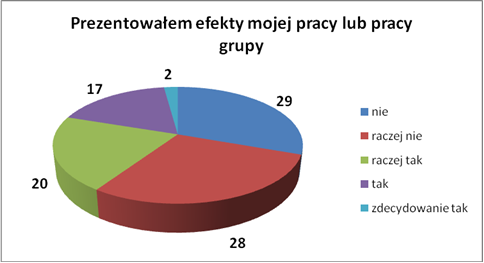 Prezentowałem efekty mojej pracy lub pracy
grupy
2
17
29
20
28
nie
raczej nie
raczej tak
tak
zdecydowanie tak